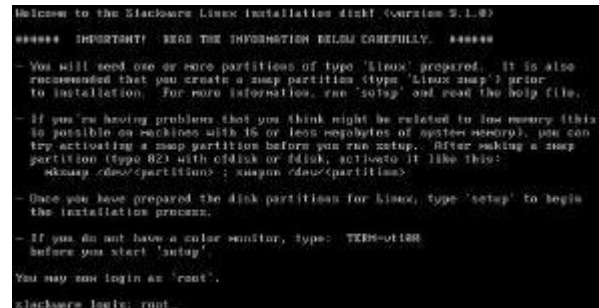 Welcome to the Slackware Linux installation disk! (version 9.1.0)
###### IMPORTANT! READ THE INFORMATION BELOW CAREFULLY. ######
- You will need one or more partitions of type 'Linux' prepared. It is also
recommended that you create a swap partition (type 'Linux swap') prior
to installation. For more information, run 'setup' and read the help file.
- If you're having problems that you think might be related to low memory (this
is possible on machines with 16 or less megabytes of system memory), you can
try activating a swap partition before you run setup. After making a swap
partition (type 82) with cfdisk or fdisk, activate it like this:
mkswap /dev/<partition> ; swapon /dev/<partition>
- Once you have prepared the disk partitions for Linux, type 'setup' to begin
the installation process.
- If you do not have a color monitor, type: TERM=vt100
before you start 'setup'.
You may now login as 'root'.
slackware login: root